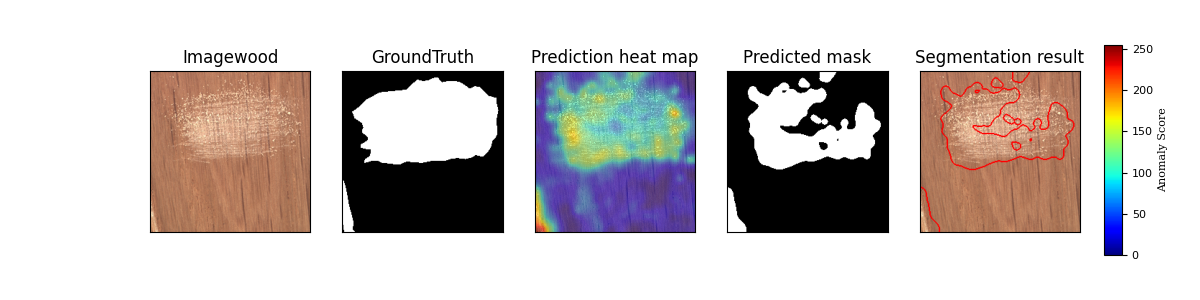 Imagewood
GroundTruth
Prediction heat map
Predicted mask
Segmentation result
250
200
150
100
50
0
Anomaly Score